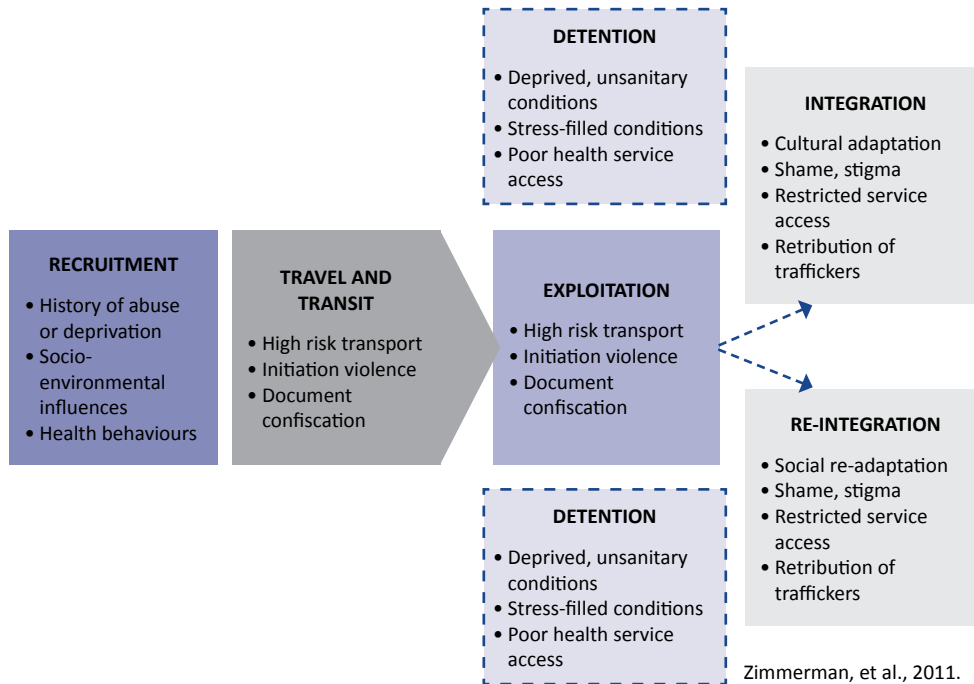 RECRUITMENT
• History of abuse
or deprivation
• Socio-
environmental
influences
• Health behaviours
TRAVEL AND
TRANSIT
• High risk transport
• Initiation violence
• Document
confiscation
DETENTION
• Deprived, unsanitary
conditions
• Stress-filled conditions
• Poor health service
access
EXPLOITATION
• High risk transport
• Initiation violence
• Document
confiscation
DETENTION
• Deprived, unsanitary
conditions
• Stress-filled conditions
• Poor health service
access
INTEGRATION
• Cultural adaptation
• Shame, stigma
• Restricted service
access
• Retribution of
traffickers
RE-INTEGRATION
• Social re-adaptation
• Shame, stigma
• Restricted service
access
• Retribution of
traffickers
Zimmerman, et al., 2011.